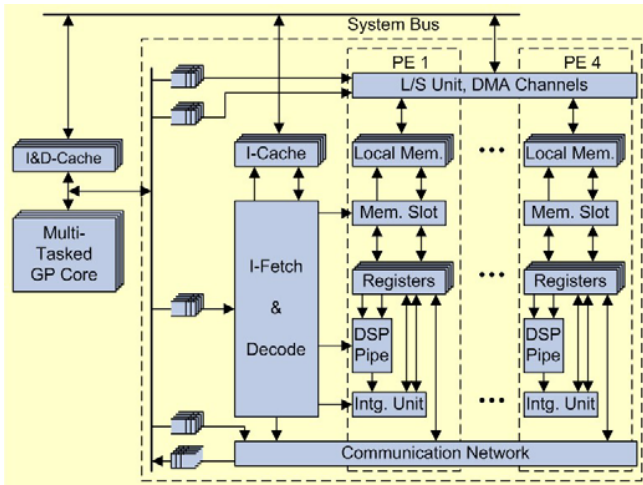 System Bus
PE 1
PE 4
L/S Unit, DMA Channels
I&D-Cache
I-Cache
Local Mem.
•••
Local Mem.
Multi-
Tasked
GP Core
I-Fetch
&
Decode
Mem. Slot
Mem. Slot
Registers
•••
Registers
DSP
Pipe
DSP
Pipe
Intg. Unit
•••
Intg. Unit
Communication Network